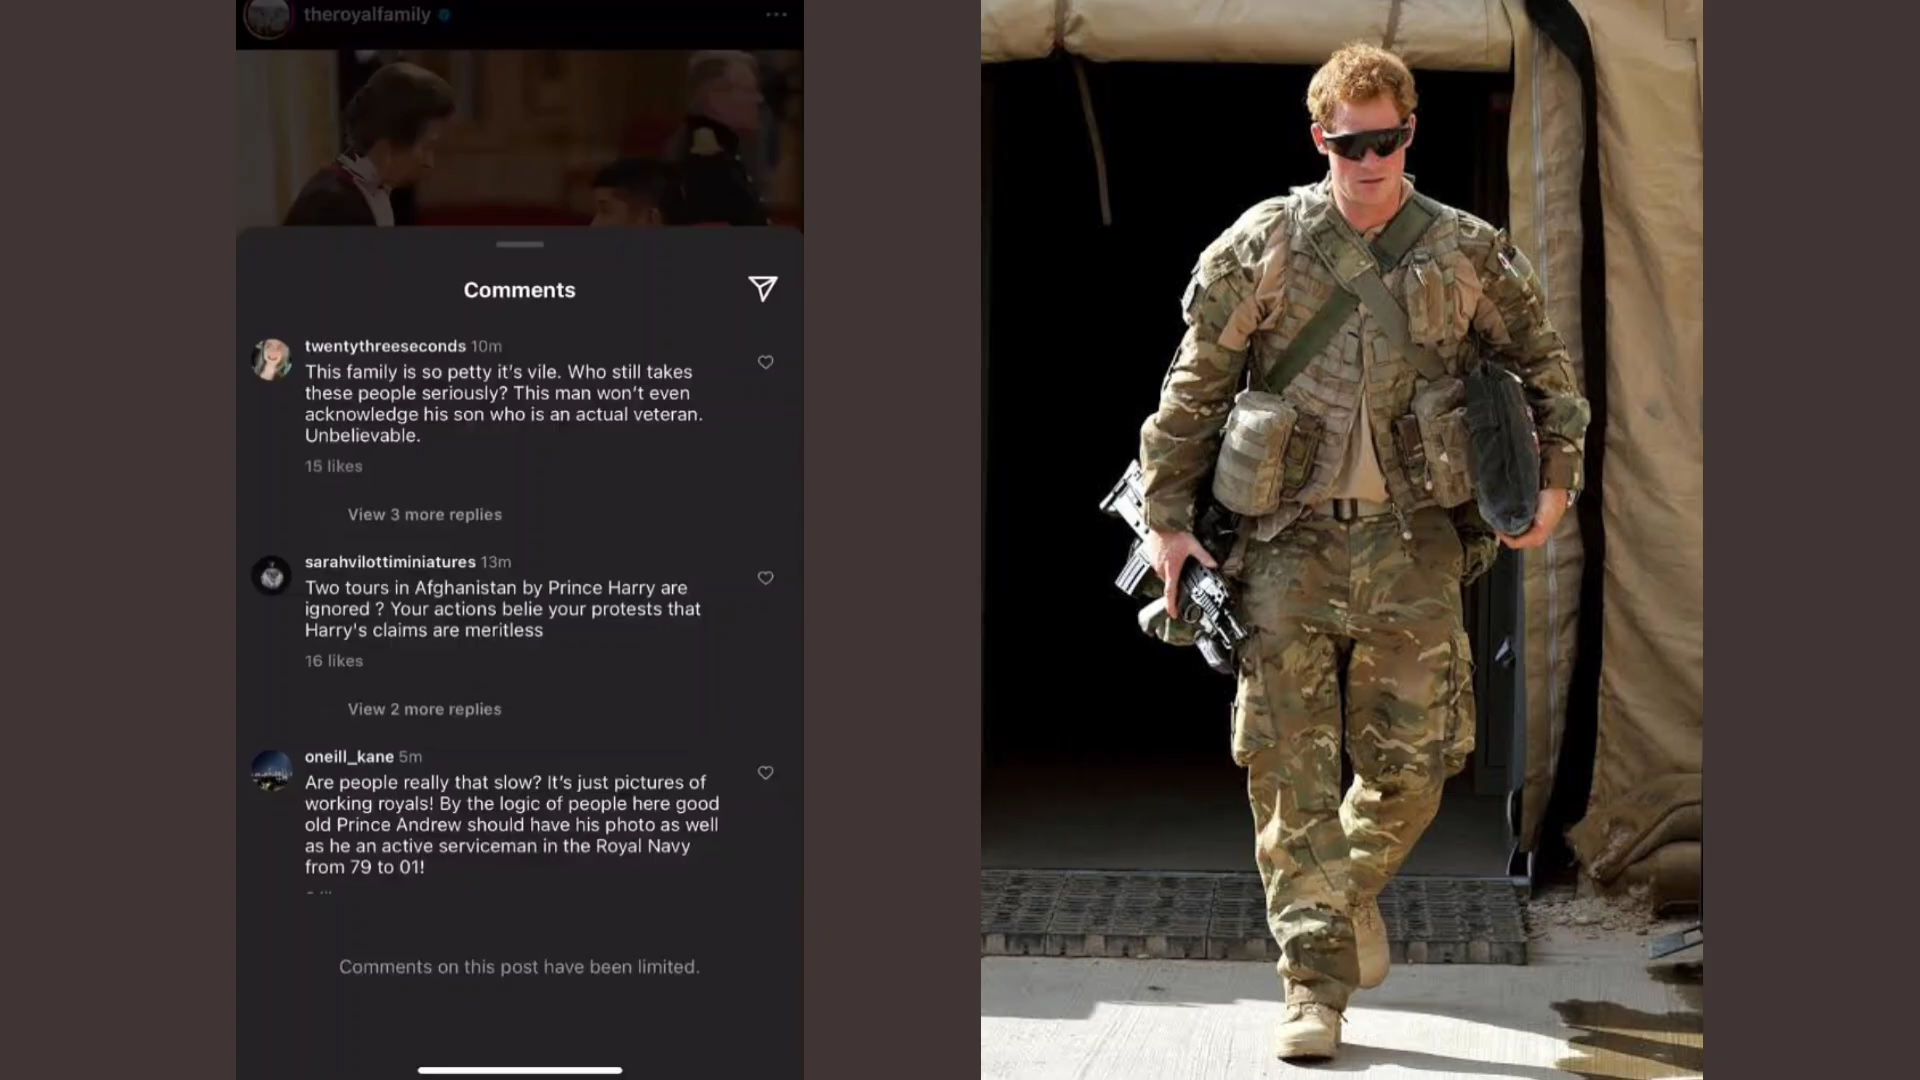 theroyalfamily
Comments
twentythreeseconds 10m
This family is so petty it's vile. Who still takes
these people seriously? This man won't even
acknowledge his son who is an actual veteran.
Unbelievable.
15 likes
View 3 more replies
sarahvilottiminiatures 13m
Two tours in Afghanistan by Prince Harry are
ignored ? Your actions belie your protests that
Harry's claims are meritless
16 likes
View 2 more replies
oneill_kane 5m
Are people really that slow? It's just pictures of
working royals! By the logic of people here good
old Prince Andrew should have his photo as well
as he an active serviceman in the Royal Navy
from 79 to 01!
Comments on this post have been limited.